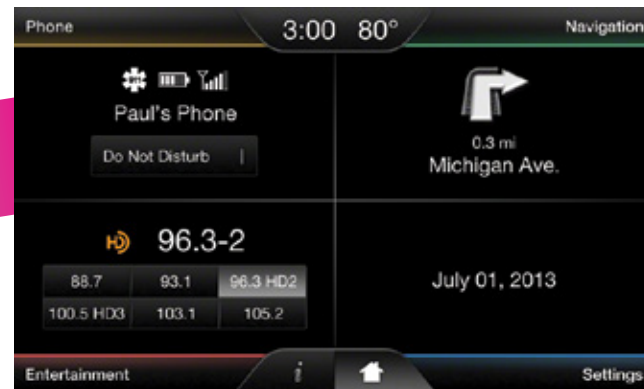 Phone
3:00 80°
Navigation
Paul's Phone
Do Not Disturb
0.3 mi
Michigan Ave.
HD 96.3-2
88.7 93.1 96.3 HD2
100.5 HD3 103.1 105.2
July 01, 2013
Entertainment
i
Settings